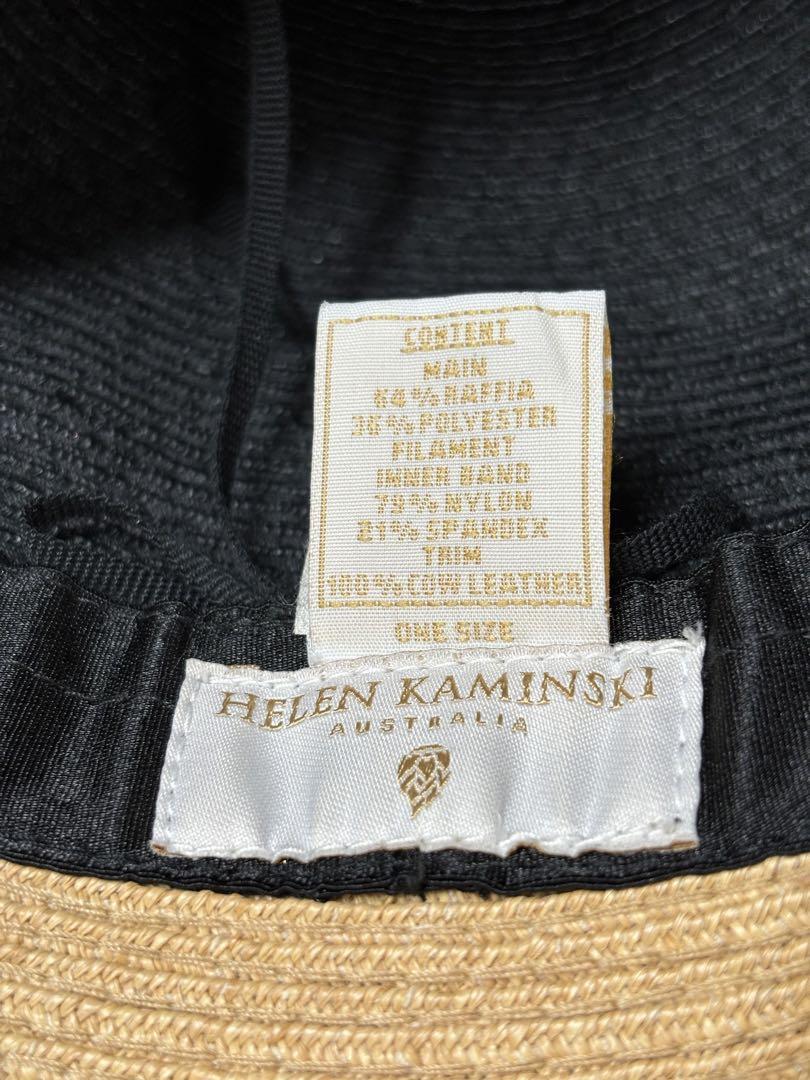 CONTENT
MAIN
64% RAFFIA
36% POLYESTER
FILAMENT
INNER BAND
79% NYLON
21% SPANDEX
TRIM
100% COW LEATHER
ONE SIZE
HELEN KAMINSKI
AUSTRALIA